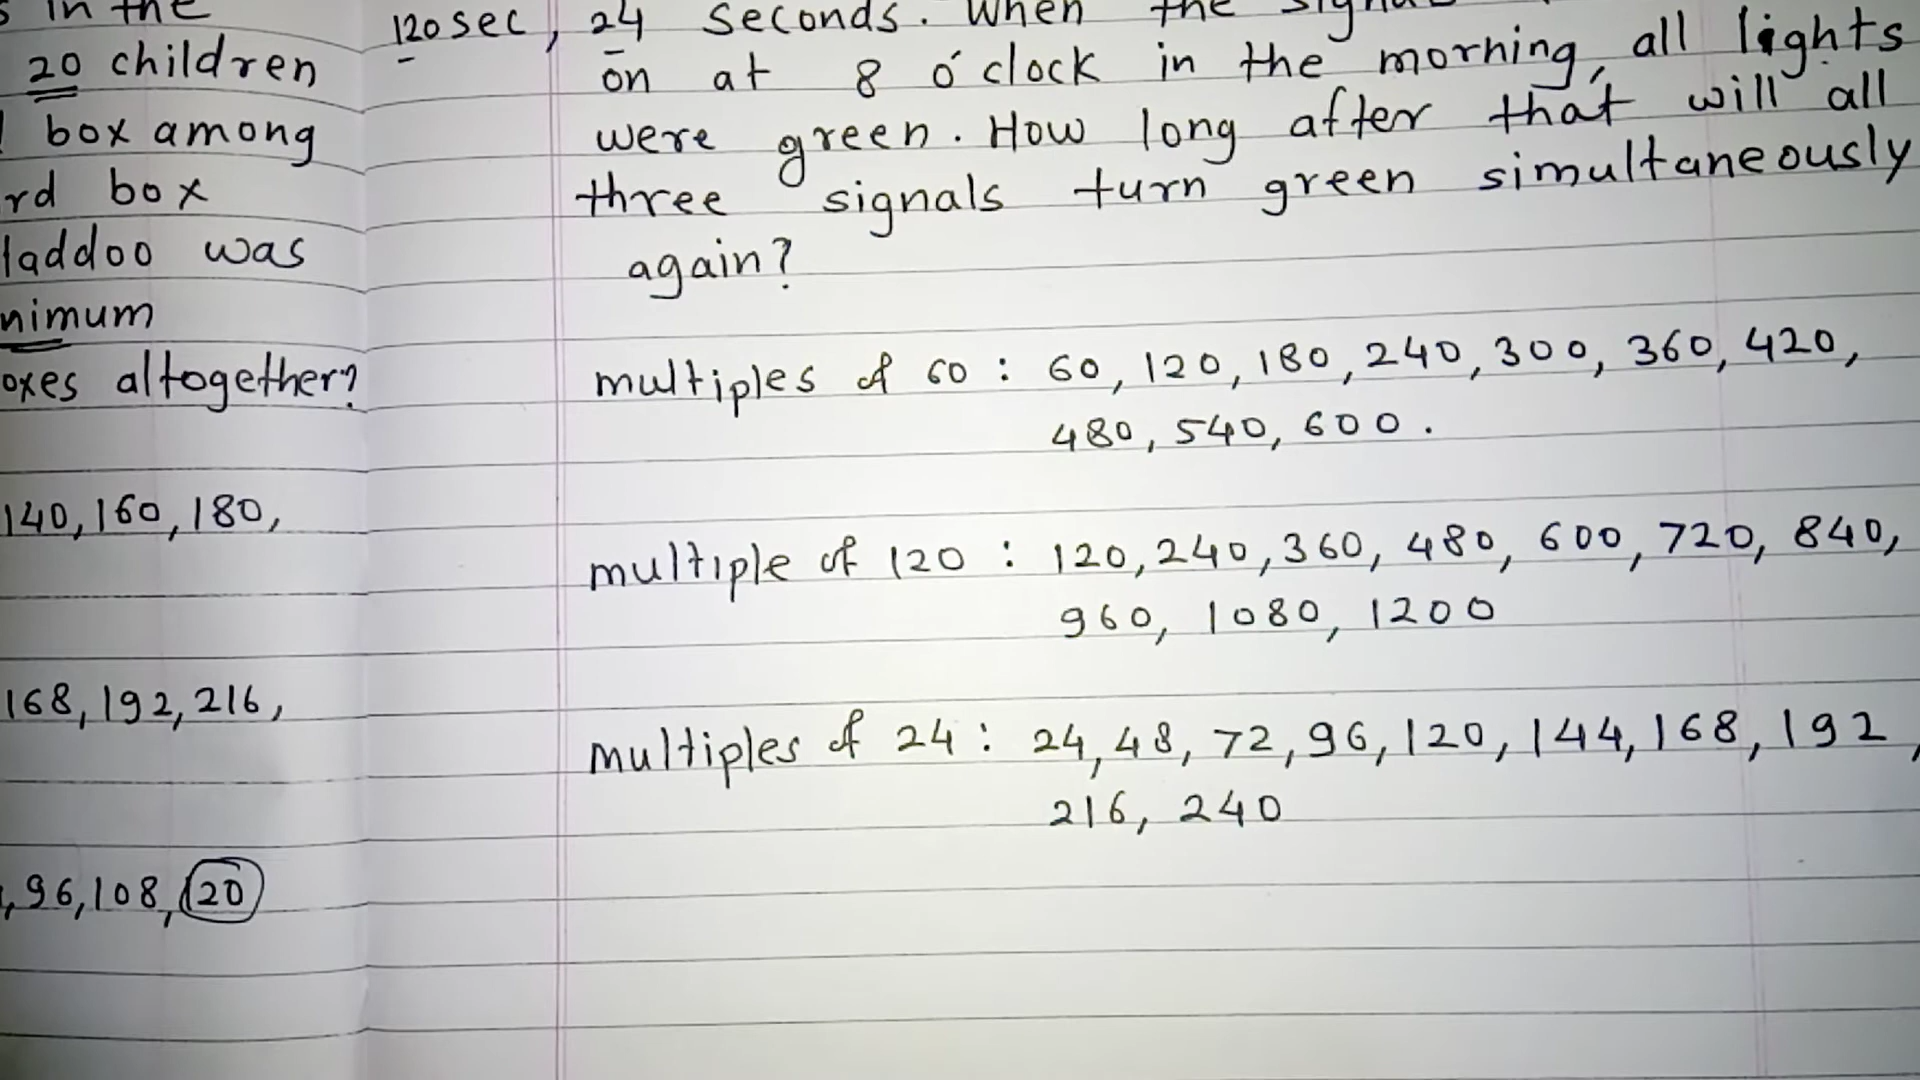 s in the
20 children
box among
rd box
laddoo was
nimum
oxes altogether?
140, 160, 180,
168, 192, 216,
, 96, 108, 120
120 sec, 24 seconds. When the
on at 8 o'clock in the morning, all lights
were green. How long after that will all
three signals turn green simultaneously
again?
multiples of 60 : 60, 120, 180, 240, 300, 360, 420,
480, 540, 600.
multiple of 120 : 120, 240, 360, 480, 600, 720, 840,
960, 1080, 1200
multiples of 24 : 24, 48, 72, 96, 120, 144, 168, 192,
216, 240